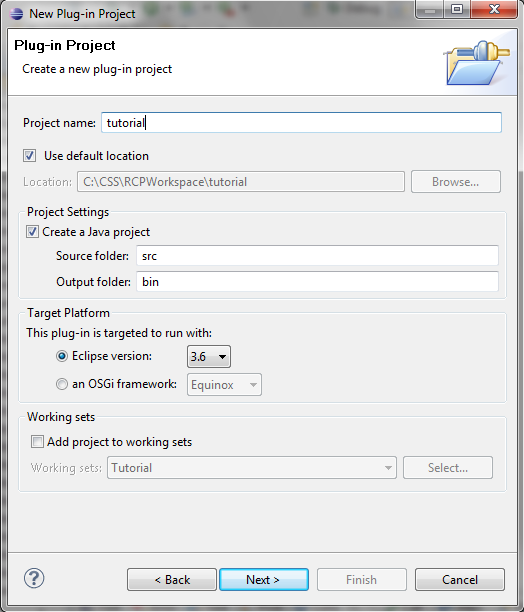 New Plug-in Project
Plug-in Project
Create a new plug-in project
Project name: tutorial
Use default location
Location: C:\CSS\RCPWorkspace\tutorial Browse...
Project Settings
Create a Java project
Source folder: src
Output folder: bin
Target Platform
This plug-in is targeted to run with:
Eclipse version: 3.6
an OSGi framework: Equinox
Working sets
Add project to working sets
Working sets: Tutorial Select...
? < Back Next > Finish Cancel